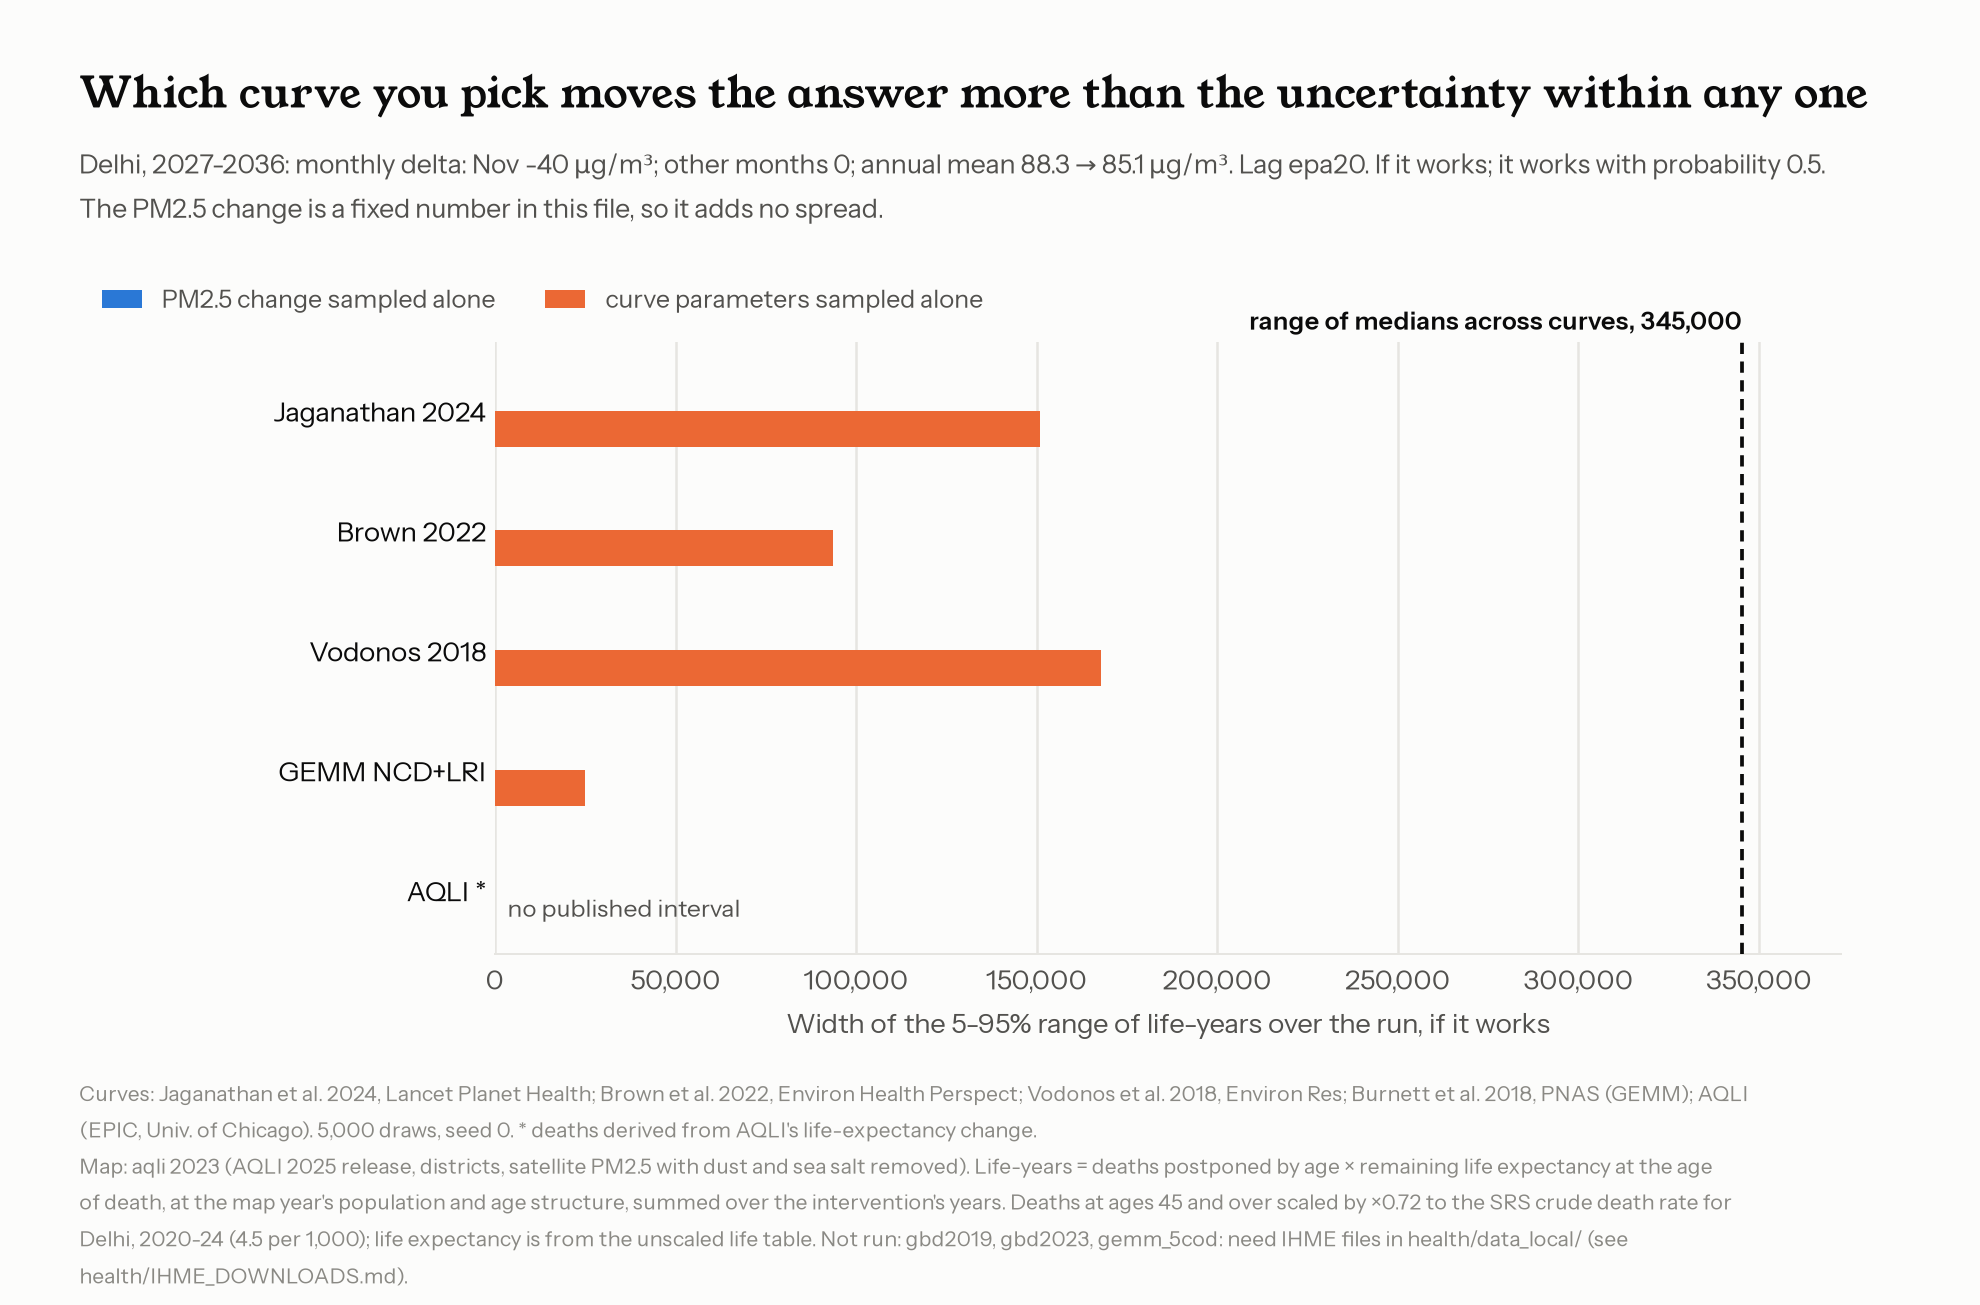 Which curve you pick moves the answer more than the uncertainty within any one
Delhi, 2027-2036: monthly delta: Nov -40 µg/m³; other months 0; annual mean 88.3 → 85.1 µg/m³. Lag epa20. If it works; it works with probability 0.5.
The PM2.5 change is a fixed number in this file, so it adds no spread.
PM2.5 change sampled alone
curve parameters sampled alone
range of medians across curves, 345,000
Jaganathan 2024
Brown 2022
Vodonos 2018
GEMM NCD+LRI
AQLI *
no published interval
0 50,000 100,000 150,000 200,000 250,000 300,000 350,000
Width of the 5-95% range of life-years over the run, if it works
Curves: Jaganathan et al. 2024, Lancet Planet Health; Brown et al. 2022, Environ Health Perspect; Vodonos et al. 2018, Environ Res; Burnett et al. 2018, PNAS (GEMM); AQLI
(EPIC, Univ. of Chicago). 5,000 draws, seed 0. * deaths derived from AQLI's life-expectancy change.
Map: aqli 2023 (AQLI 2025 release, districts, satellite PM2.5 with dust and sea salt removed). Life-years = deaths postponed by age × remaining life expectancy at the age
of death, at the map year's population and age structure, summed over the intervention's years. Deaths at ages 45 and over scaled by ×0.72 to the SRS crude death rate for
Delhi, 2020-24 (4.5 per 1,000); life expectancy is from the unscaled life table. Not run: gbd2019, gbd2023, gemm_5cod: need IHME files in health/data_local/ (see
health/IHME_DOWNLOADS.md).